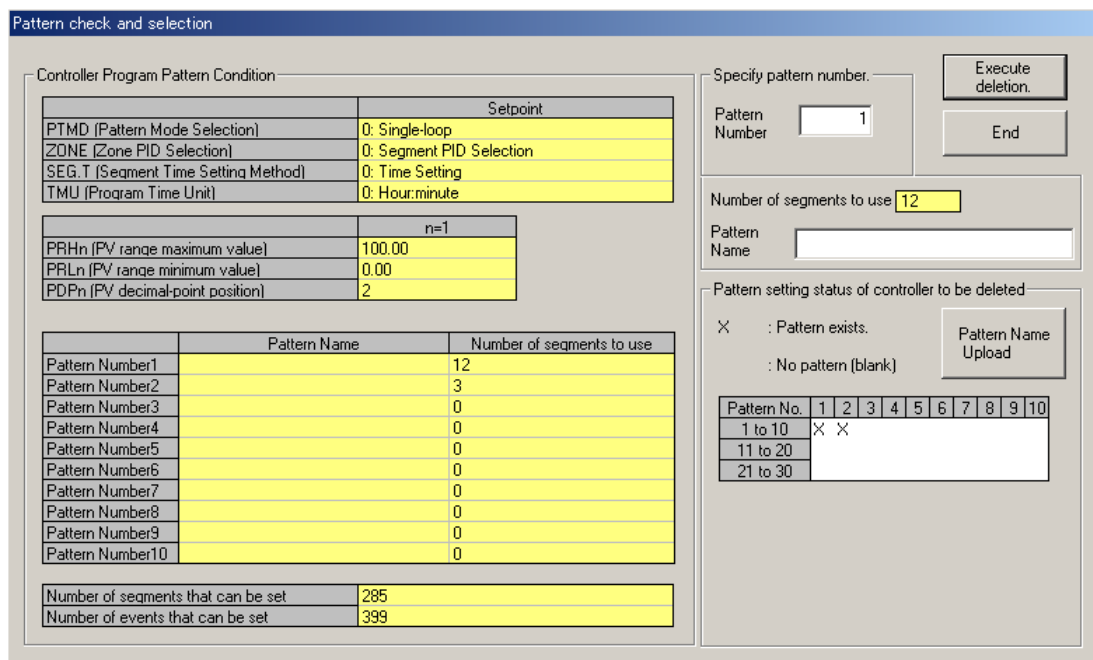 Pattern check and selection
Controller Program Pattern Condition
Setpoint
PTMD (Pattern Mode Selection) 0: Single-loop
ZONE (Zone PID Selection) 0: Segment PID Selection
SEG.T (Segment Time Setting Method) 0: Time Setting
TMU (Program Time Unit) 0: Hour:minute
n=1
PRHn (PV range maximum value) 100.00
PRLn (PV range minimum value) 0.00
PDPn (PV decimal-point position) 2
Pattern Name Number of segments to use
Pattern Number1 12
Pattern Number2 3
Pattern Number3 0
Pattern Number4 0
Pattern Number5 0
Pattern Number6 0
Pattern Number7 0
Pattern Number8 0
Pattern Number9 0
Pattern Number10 0
Number of segments that can be set 285
Number of events that can be set 399
Specify pattern number.
Pattern
Number 1
Execute
deletion.
End
Number of segments to use 12
Pattern
Name
Pattern setting status of controller to be deleted
X : Pattern exists.
: No pattern (blank)
Pattern Name
Upload
Pattern No. 1 2 3 4 5 6 7 8 9 10
1 to 10 X X
11 to 20
21 to 30